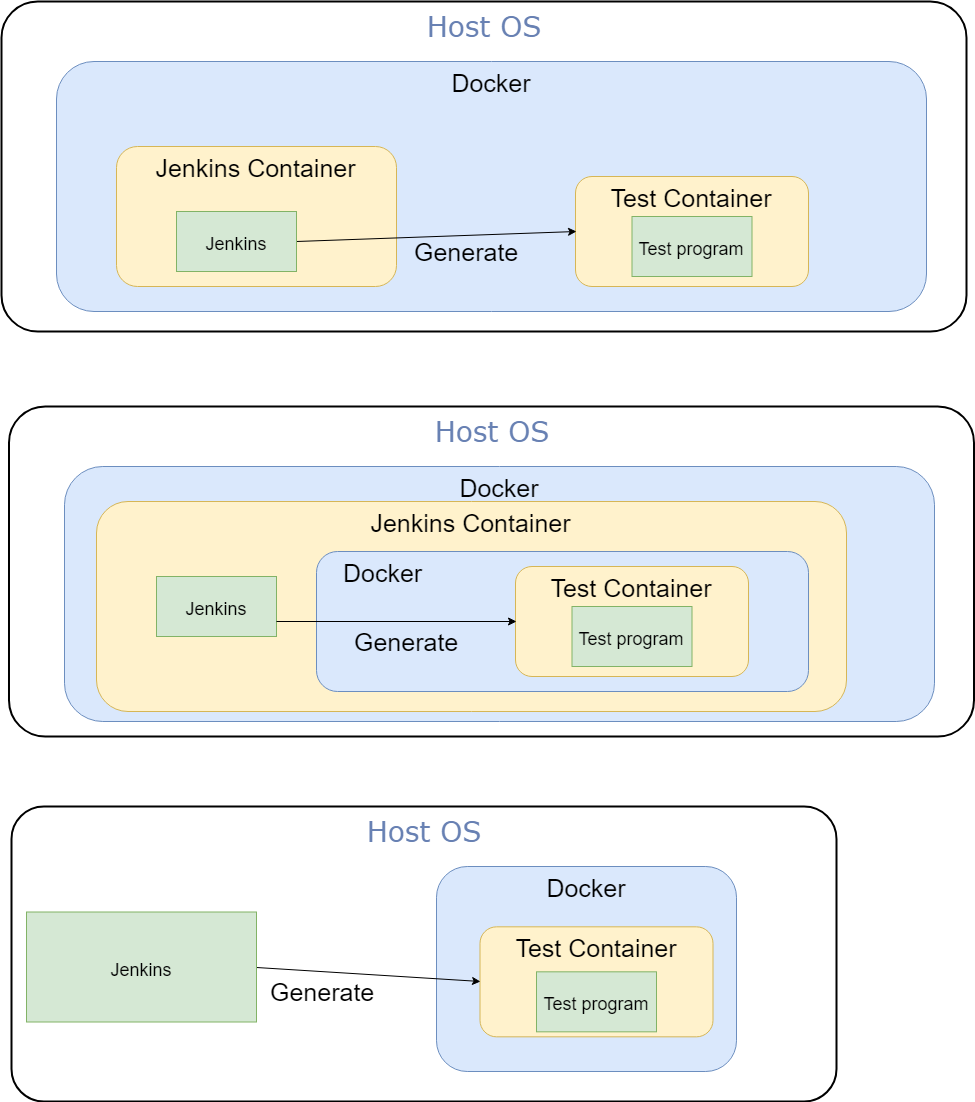 Host OS
Docker
Jenkins Container
Test Container
Jenkins
Test program
Generate
Host OS
Docker
Jenkins Container
Docker
Test Container
Jenkins
Test program
Generate
Host OS
Docker
Test Container
Jenkins
Test program
Generate